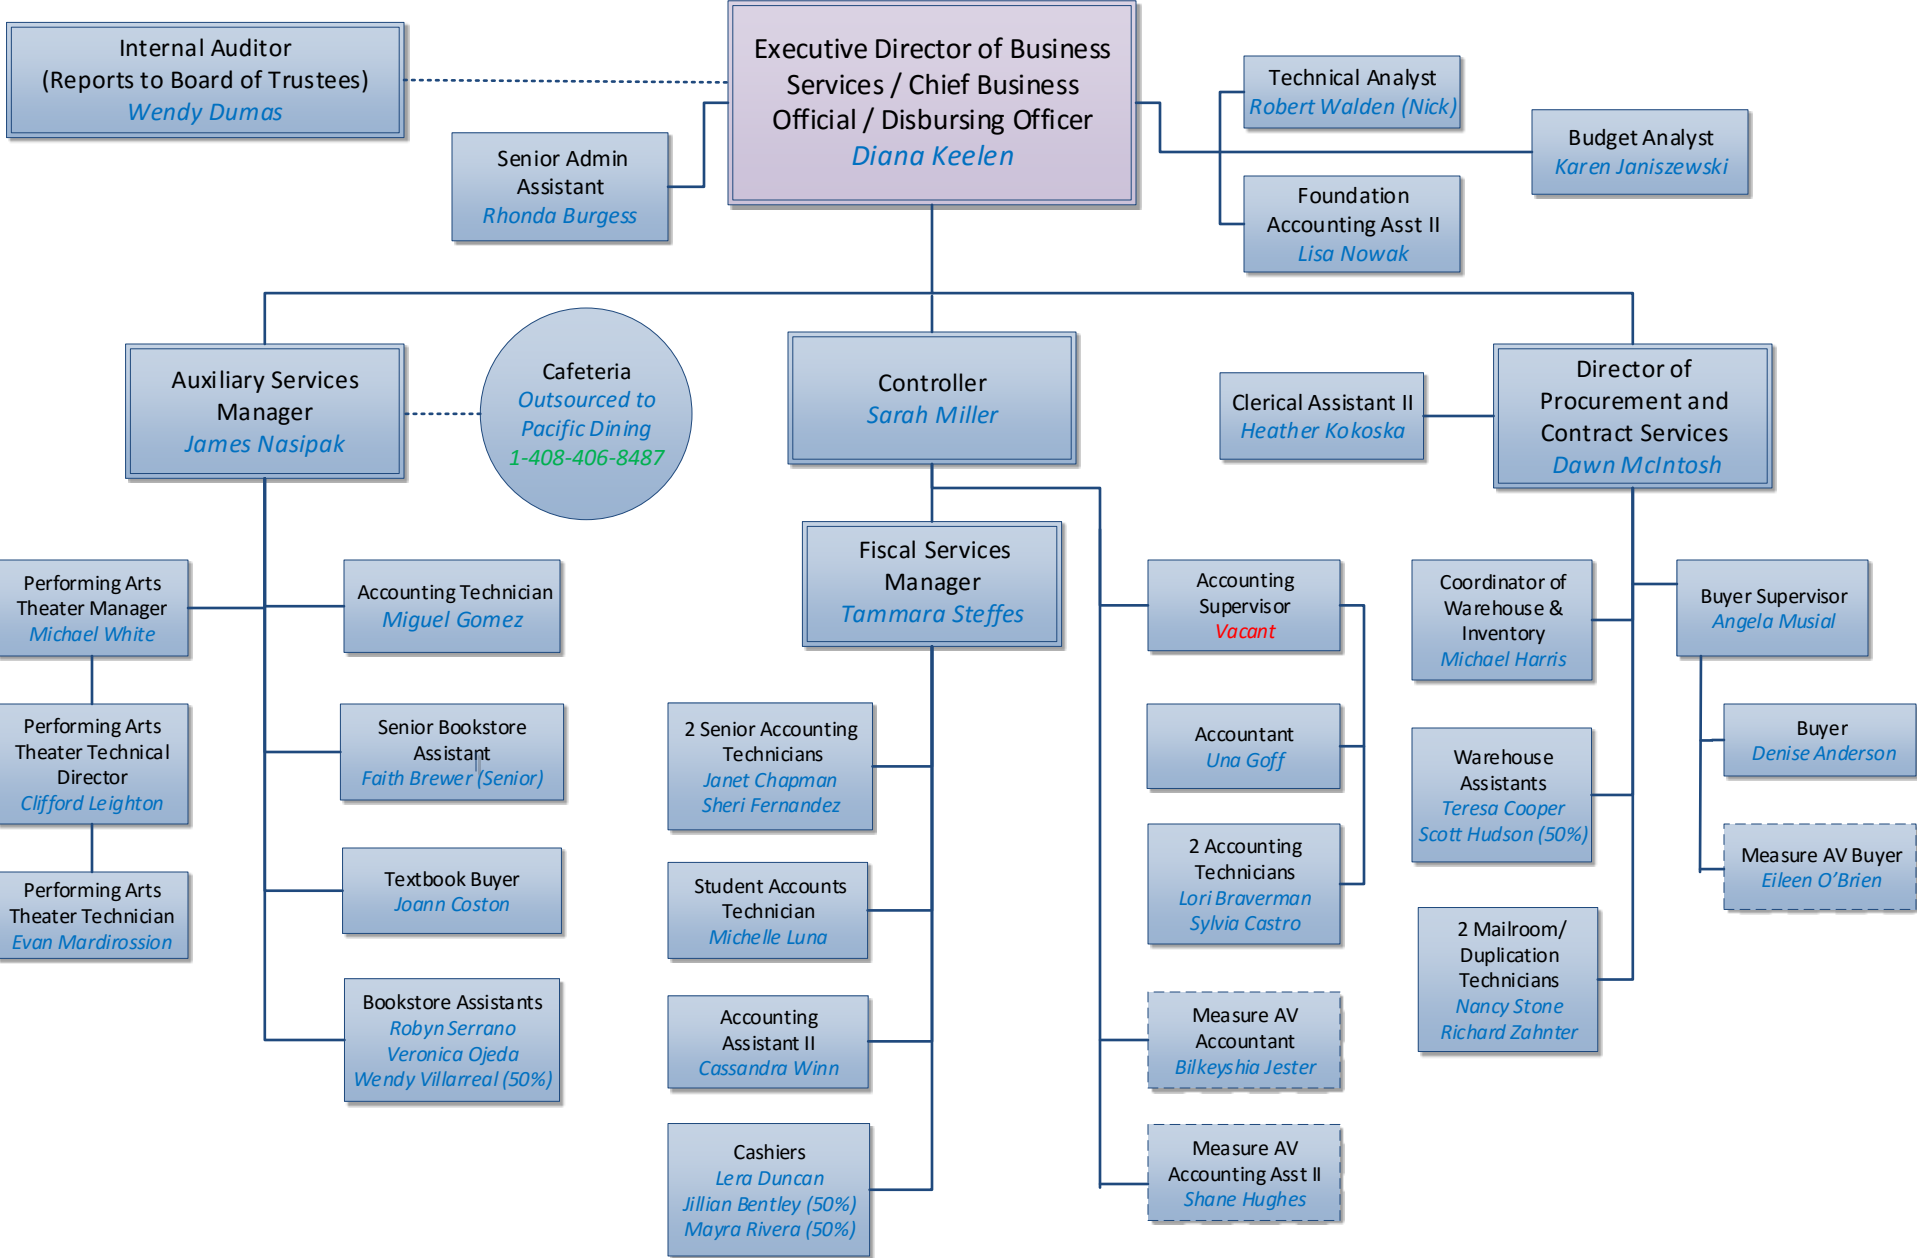 Internal Auditor
(Reports to Board of Trustees)
Wendy Dumas
Executive Director of Business
Services / Chief Business
Official / Disbursing Officer
Diana Keelen
Senior Admin
Assistant
Rhonda Burgess
Technical Analyst
Robert Walden (Nick)
Budget Analyst
Karen Janiszewski
Foundation
Accounting Asst II
Lisa Nowak
Auxiliary Services
Manager
James Nasipak
Cafeteria
Outsourced to
Pacific Dining
1-408-406-8487
Controller
Sarah Miller
Clerical Assistant II
Heather Kokoska
Director of
Procurement and
Contract Services
Dawn McIntosh
Performing Arts
Theater Manager
Michael White
Performing Arts
Theater Technical
Director
Clifford Leighton
Performing Arts
Theater Technician
Evan Mardirossion
Accounting Technician
Miguel Gomez
Senior Bookstore
Assistant
Faith Brewer (Senior)
Textbook Buyer
Joann Coston
Bookstore Assistants
Robyn Serrano
Veronica Ojeda
Wendy Villarreal (50%)
Fiscal Services
Manager
Tammara Steffes
2 Senior Accounting
Technicians
Janet Chapman
Sheri Fernandez
Student Accounts
Technician
Michelle Luna
Accounting
Assistant II
Cassandra Winn
Cashiers
Lera Duncan
Jillian Bentley (50%)
Mayra Rivera (50%)
Accounting
Supervisor
Vacant
Accountant
Una Goff
2 Accounting
Technicians
Lori Braverman
Sylvia Castro
Measure AV
Accountant
Bilkeyshia Jester
Measure AV
Accounting Asst II
Shane Hughes
Coordinator of
Warehouse &
Inventory
Michael Harris
Warehouse
Assistants
Teresa Cooper
Scott Hudson (50%)
2 Mailroom/
Duplication
Technicians
Nancy Stone
Richard Zahnter
Buyer Supervisor
Angela Musial
Buyer
Denise Anderson
Measure AV Buyer
Eileen O’Brien